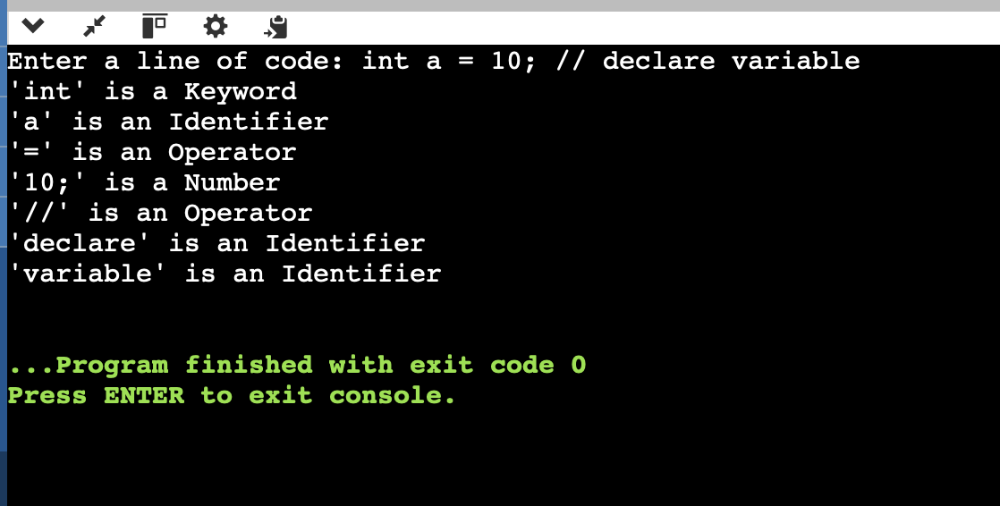 Enter a line of code: int a = 10; // declare variable
'int' is a Keyword
'a' is an Identifier
'=' is an Operator
'10;' is a Number
'//' is an Operator
'declare' is an Identifier
'variable' is an Identifier
...Program finished with exit code 0
Press ENTER to exit console.